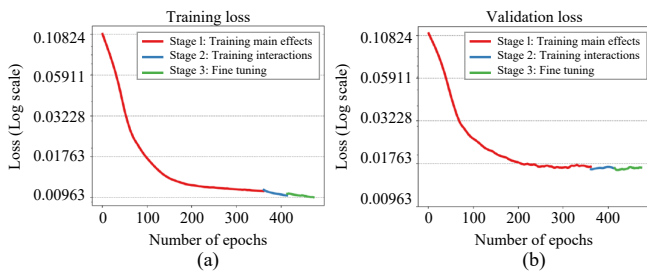 Training loss
0.10824
0.05911
0.03228
0.01763
0.00963
Loss (Log scale)
Stage 1: Training main effects
Stage 2: Training interactions
Stage 3: Fine tuning
0 100 200 300 400
Number of epochs
(a)
Validation loss
0.10824
0.05911
0.03228
0.01763
0.00963
Loss (Log scale)
Stage 1: Training main effects
Stage 2: Training interactions
Stage 3: Fine tuning
0 100 200 300 400
Number of epochs
(b)